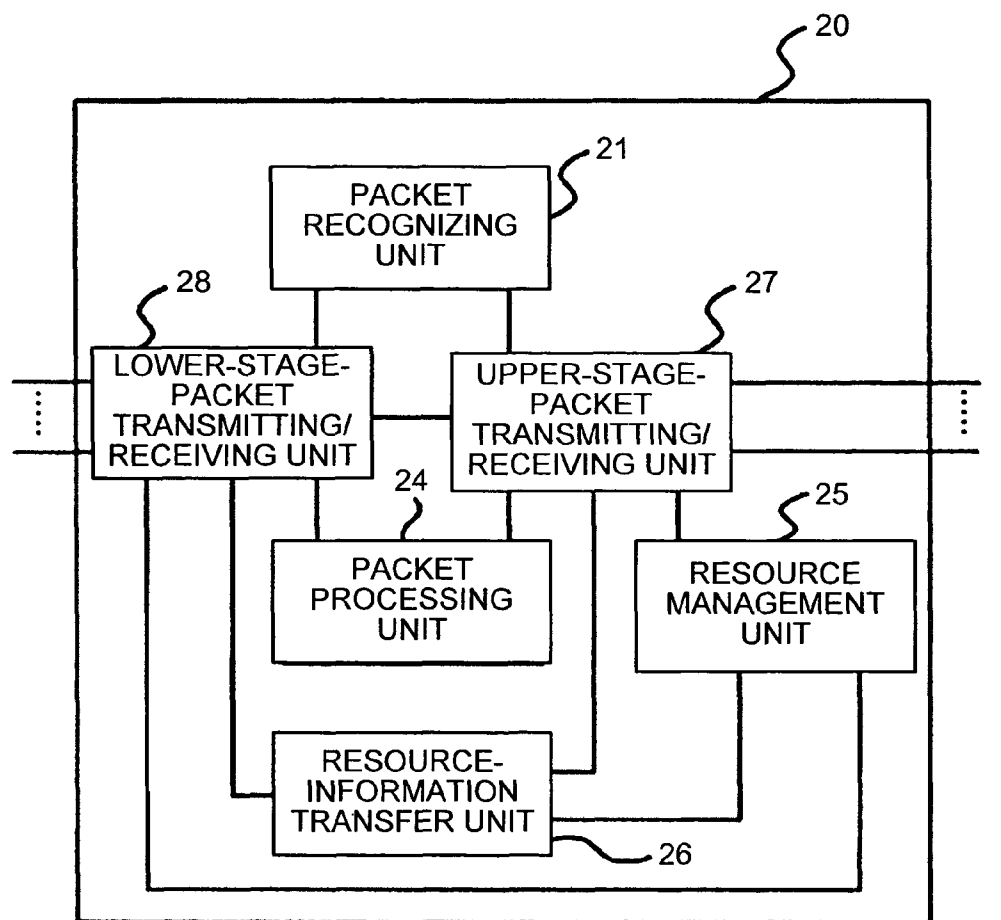 20
21
PACKET
RECOGNIZING
UNIT
28
27
LOWER-STAGE-
PACKET
TRANSMITTING/
RECEIVING UNIT
UPPER-STAGE-
PACKET
TRANSMITTING/
RECEIVING UNIT
24
25
PACKET
PROCESSING
UNIT
RESOURCE
MANAGEMENT
UNIT
RESOURCE-
INFORMATION
TRANSFER UNIT
26